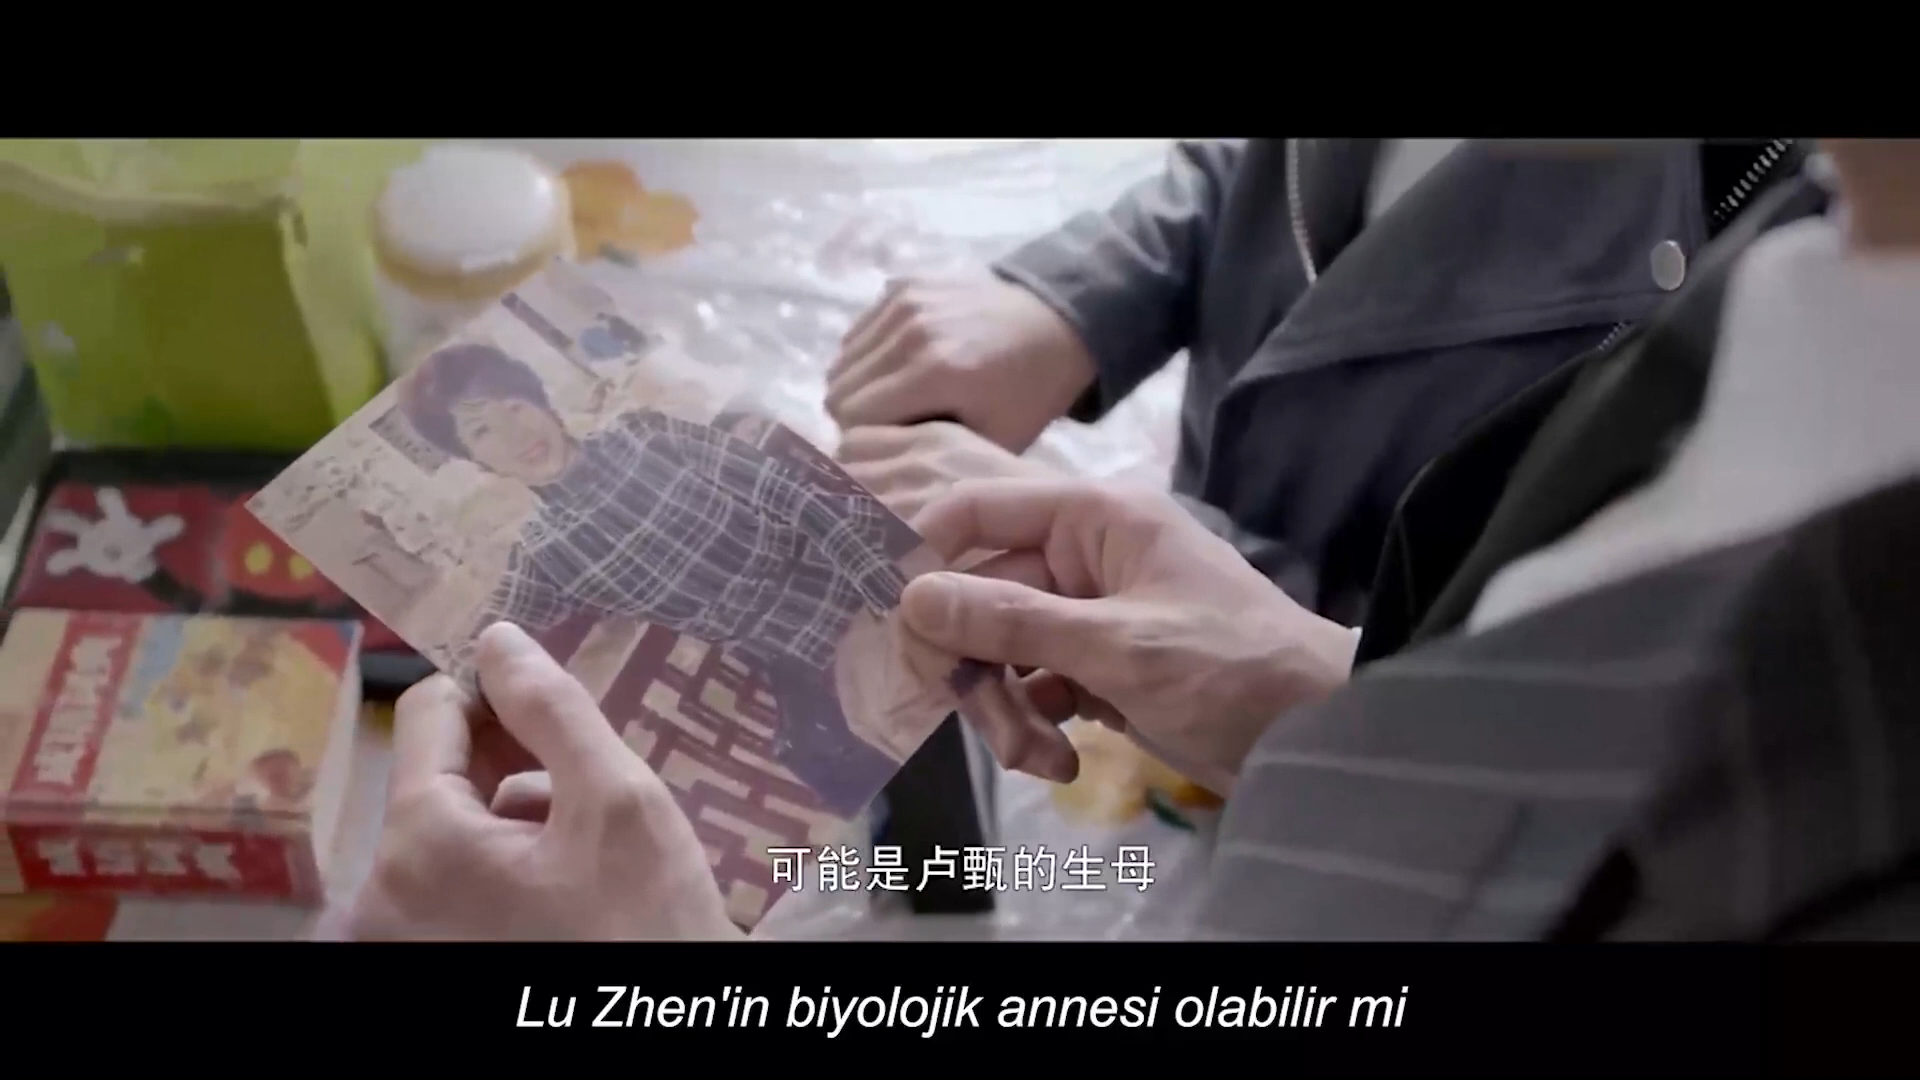 可能是卢甄的生母
Lu Zhen'in biyolojik annesi olabilir mi